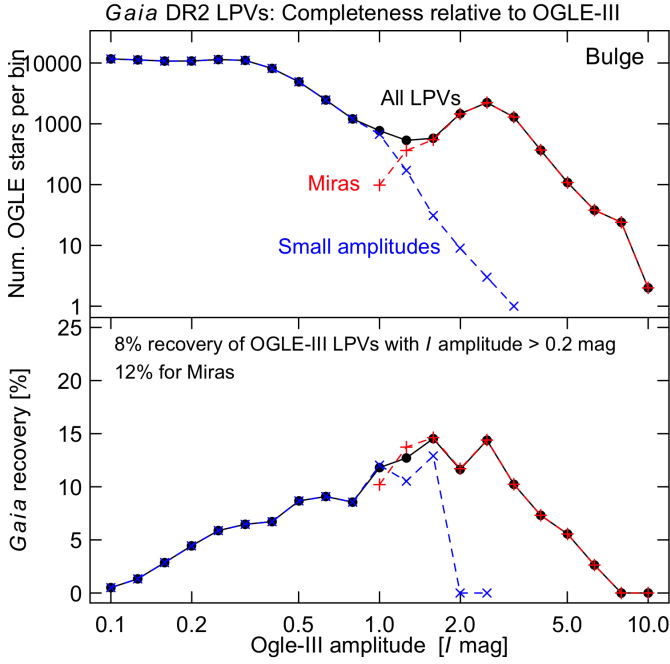 Gaia DR2 LPVs: Completeness relative to OGLE-III
Num. OGLE stars per bin
10000
1000
100
10
1
Bulge
All LPVs
Miras
Small amplitudes
Gaia recovery [%]
25
20
15
10
5
0
8% recovery of OGLE-III LPVs with I amplitude > 0.2 mag
12% for Miras
0.1 0.2 0.5 1.0 2.0 5.0 10.0
Ogle-III amplitude [I mag]